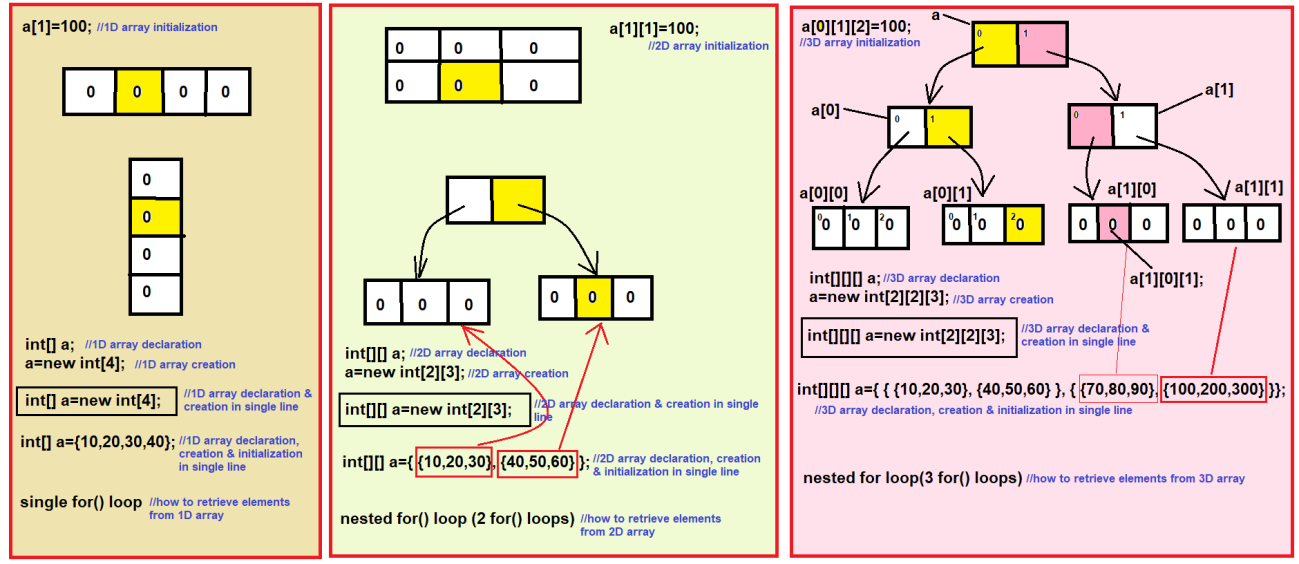 a[1]=100; //1D array initialization
0 0 0 0
0
0
0
0
int[] a; //1D array declaration
a=new int[4]; //1D array creation
int[] a=new int[4]; //1D array declaration &
creation in single line
int[] a={10,20,30,40}; //1D array declaration,
creation & initialization
in single line
single for() loop //how to retrieve elements
from 1D array
a[1][1]=100;
//2D array initialization
0 0 0
0 0 0
0 0 0
0 0 0
int[][] a; //2D array declaration
a=new int[2][3]; //2D array creation
int[][] a=new int[2][3]; //2D array declaration & creation in single
line
int[][] a={ {10,20,30}, {40,50,60} }; //2D array declaration, creation
& initialization in single line
nested for() loop (2 for() loops) //how to retrieve elements
from 2D array
a[0][1][2]=100;
//3D array initialization
a
0 1
a[0]
0 1
0 1
a[1]
a[0][0] a[0][1] a[1][0] a[1][1]
0 0 1 0 2 0
0 0 1 0 2 0
0 0 0
0 0 0
a[1][0][1];
int[][][] a; //3D array declaration
a=new int[2][2][3]; //3D array creation
int[][][] a=new int[2][2][3]; //3D array declaration &
creation in single line
int[][][] a={ { {10,20,30}, {40,50,60} }, { {70,80,90}, {100,200,300} }};
//3D array declaration, creation & initialization in single line
nested for loop(3 for() loops) //how to retrieve elements from 3D array